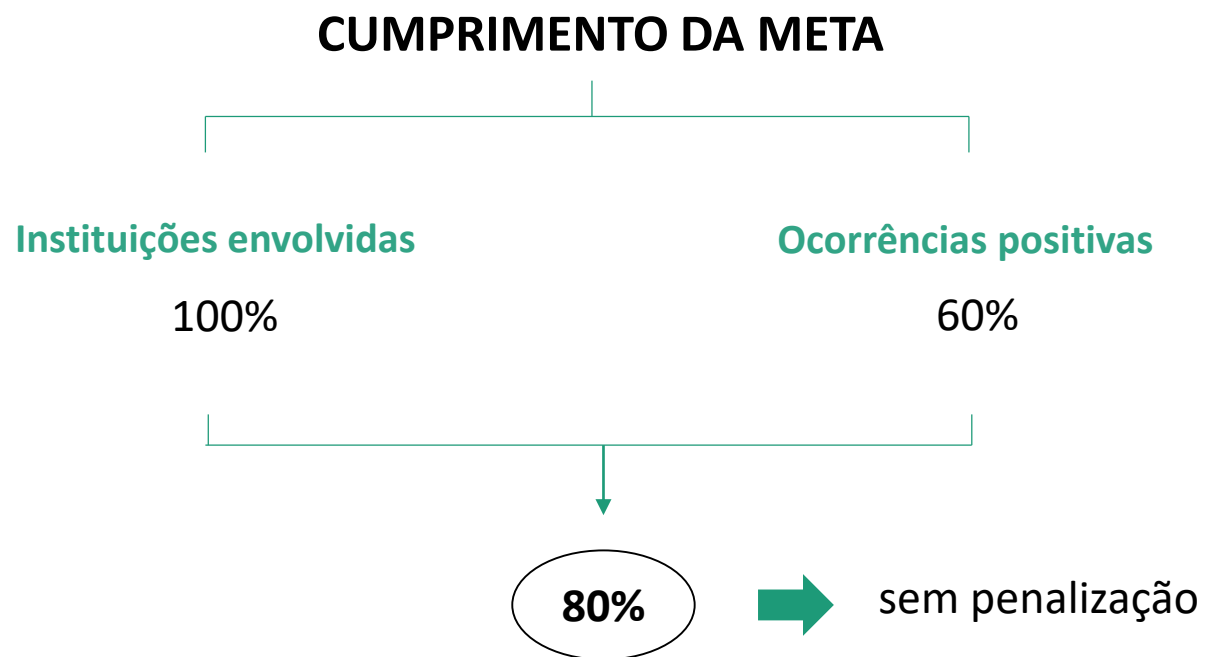 CUMPRIMENTO DA META
Instituições envolvidas
100%
Ocorrências positivas
60%
80%
sem penalização